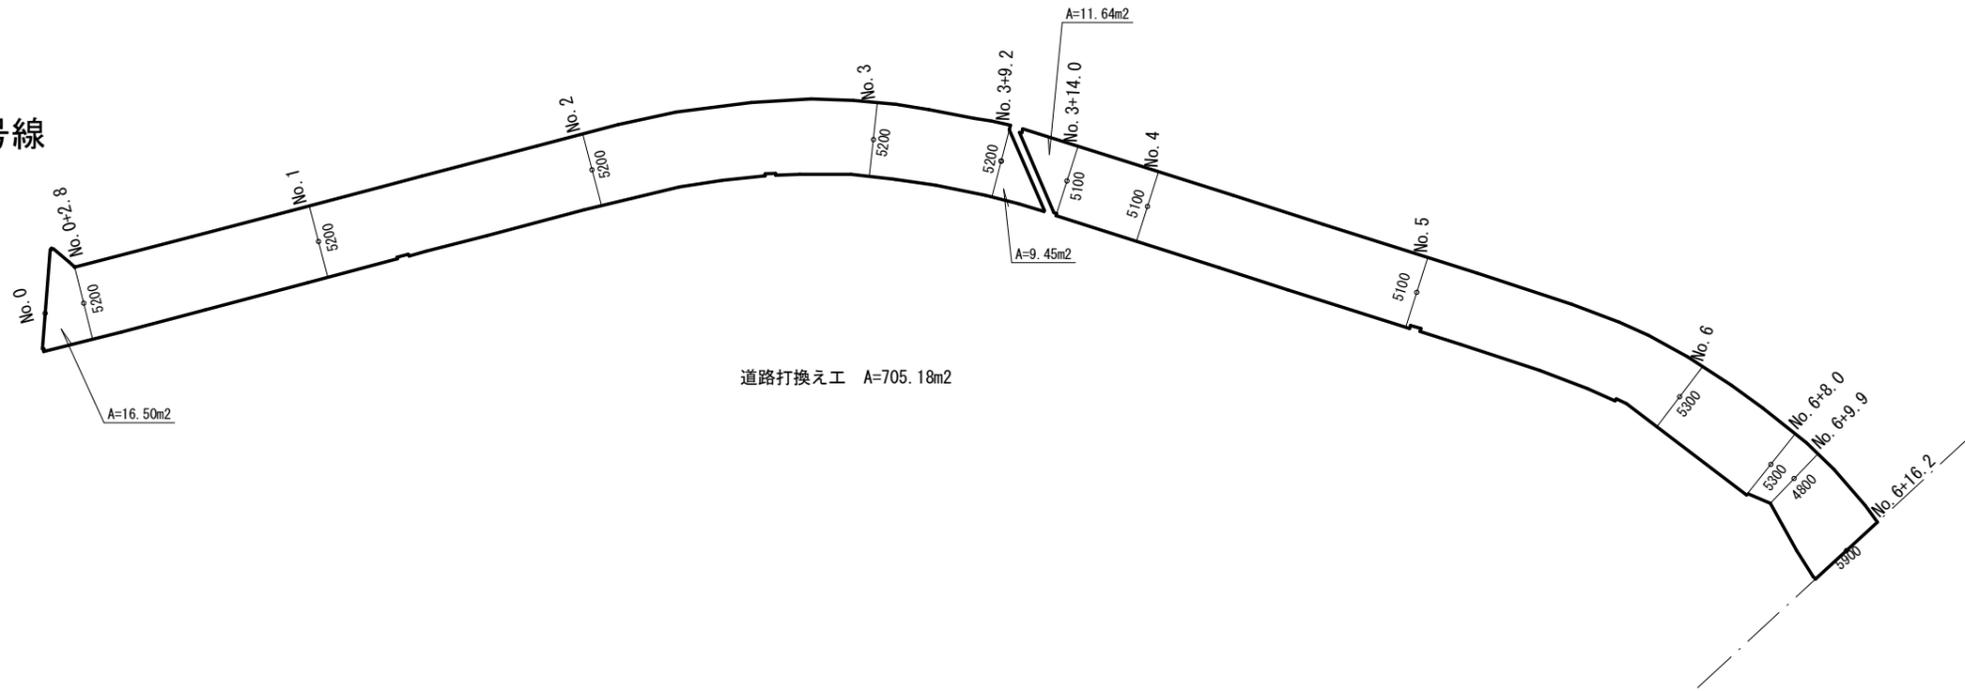 号線
A=11.64m2
No.0
No.0+2.8
No.1
No.2
No.3
No.3+9.2
No.3+14.0
No.4
No.5
No.6
No.6+8.0
No.6+9.9
No.6+16.2
5200
5200
5200
5200
5200
5100
5100
5100
5300
5300
4800
5900
A=9.45m2
道路打換え工 A=705.18m2
A=16.50m2